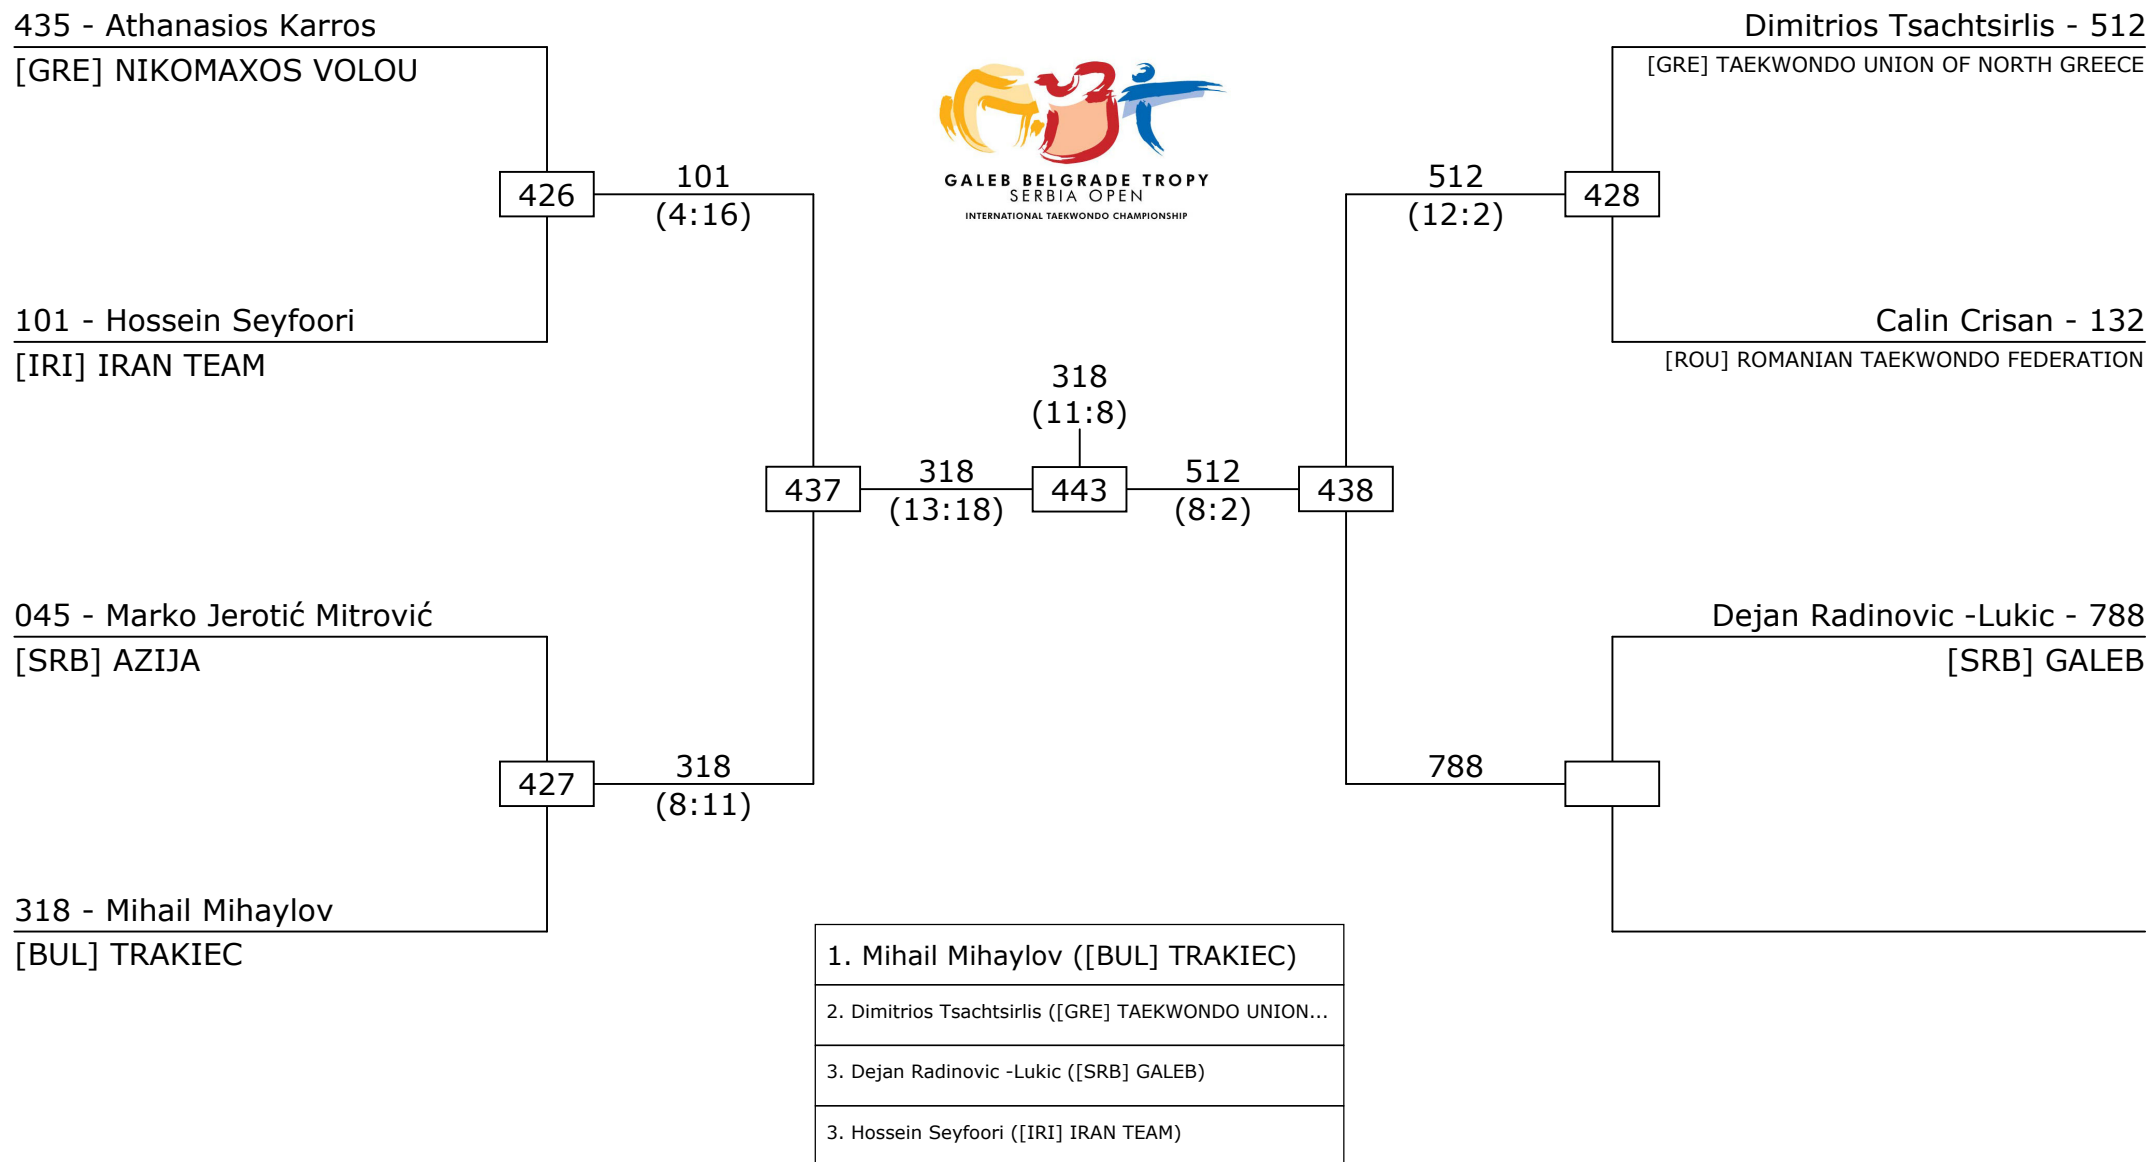 435 - Athanasios Karros
[GRE] NIKOMAXOS VOLOU
426
101
(4:16)
101 - Hossein Seyfoori
[IRI] IRAN TEAM
045 - Marko Jerotić Mitrović
[SRB] AZIJA
427
318
(8:11)
318 - Mihail Mihaylov
[BUL] TRAKIEC
437
318
(13:18)
GALEB BELGRADE TROPY
SERBIA OPEN
INTERNATIONAL TAEKWONDO CHAMPIONSHIP
318
(11:8)
443
512
(8:2)
438
Dimitrios Tsachtsirlis - 512
[GRE] TAEKWONDO UNION OF NORTH GREECE
512
(12:2)
428
Calin Crisan - 132
[ROU] ROMANIAN TAEKWONDO FEDERATION
Dejan Radinovic -Lukic - 788
[SRB] GALEB
788
1. Mihail Mihaylov ([BUL] TRAKIEC)
2. Dimitrios Tsachtsirlis ([GRE] TAEKWONDO UNION...
3. Dejan Radinovic -Lukic ([SRB] GALEB)
3. Hossein Seyfoori ([IRI] IRAN TEAM)